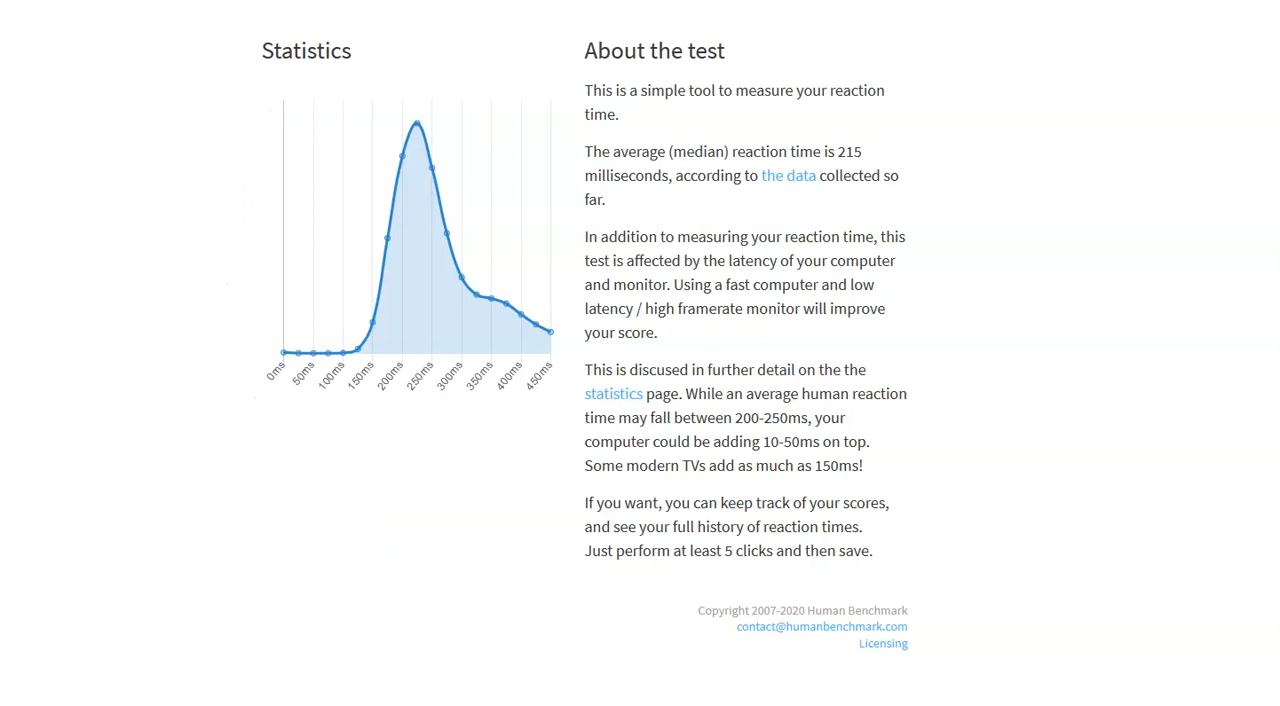 Statistics
0ms
50ms
100ms
150ms
200ms
250ms
300ms
350ms
400ms
450ms
About the test
This is a simple tool to measure your reaction
time.
The average (median) reaction time is 215
milliseconds, according to the data collected so
far.
In addition to measuring your reaction time, this
test is affected by the latency of your computer
and monitor. Using a fast computer and low
latency / high framerate monitor will improve
your score.
This is discused in further detail on the the
statistics page. While an average human reaction
time may fall between 200-250ms, your
computer could be adding 10-50ms on top.
Some modern TVs add as much as 150ms!
If you want, you can keep track of your scores,
and see your full history of reaction times.
Just perform at least 5 clicks and then save.
Copyright 2007-2020 Human Benchmark
contact@humanbenchmark.com
Licensing